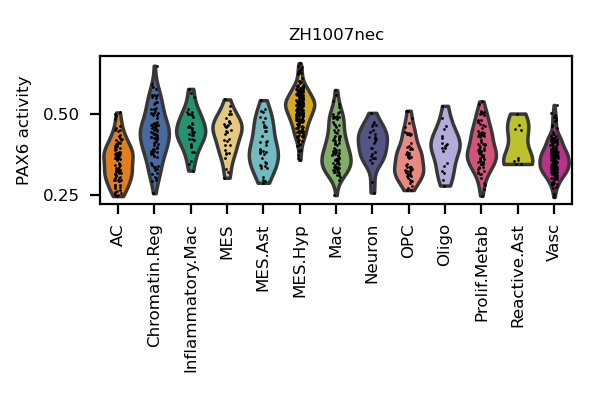 ZH1007nec
PAX6 activity
0.50
0.25
AC
Chromatin.Reg
Inflammatory.Mac
MES
MES.Ast
MES.Hyp
Mac
Neuron
OPC
Oligo
Prolif.Metab
Reactive.Ast
Vasc